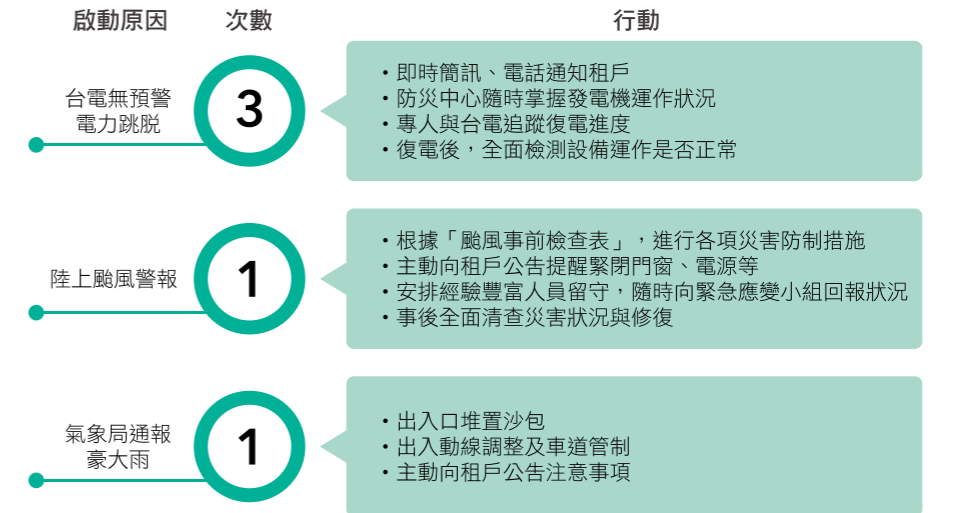 啟動原因 次數 行動
台電無預警
電力跳脱
3
・即時簡訊、電話通知租戶
・防災中心隨時掌握發電機運作狀況
・專人與台電追蹤復電進度
・復電後，全面檢測設備運作是否正常
陸上颱風警報
1
・根據「颱風事前檢查表」，進行各項災害防制措施
・主動向租戶公告提醒緊閉門窗、電源等
・安排經驗豐富人員留守，隨時向緊急應變小組回報狀況
・事後全面清查災害狀況與修復
氣象局通報
豪大雨
1
・出入口堆置沙包
・出入動線調整及車道管制
・主動向租戶公告注意事項